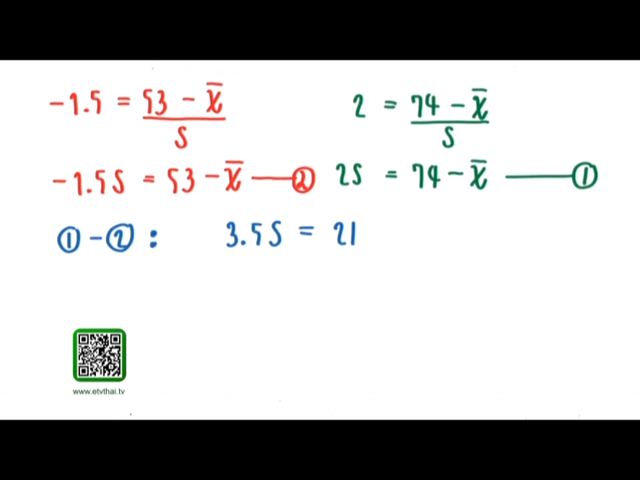 -1.5 = 53 - x̄ / S
2 = 74 - x̄ / S
-1.5S = 53 - x̄ —— ②
2S = 74 - x̄ —— ①
① - ② : 3.5S = 21
www.etvthai.tv